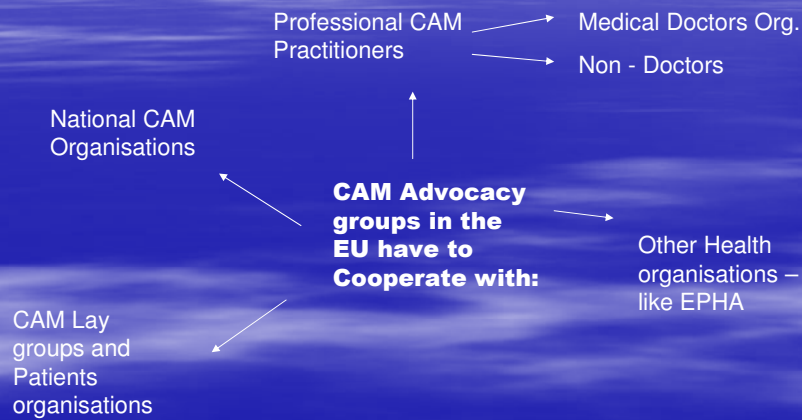 Professional CAM
Practitioners
Medical Doctors Org.
Non - Doctors
National CAM
Organisations
CAM Advocacy
groups in the
EU have to
Cooperate with:
Other Health
organisations –
like EPHA
CAM Lay
groups and
Patients
organisations